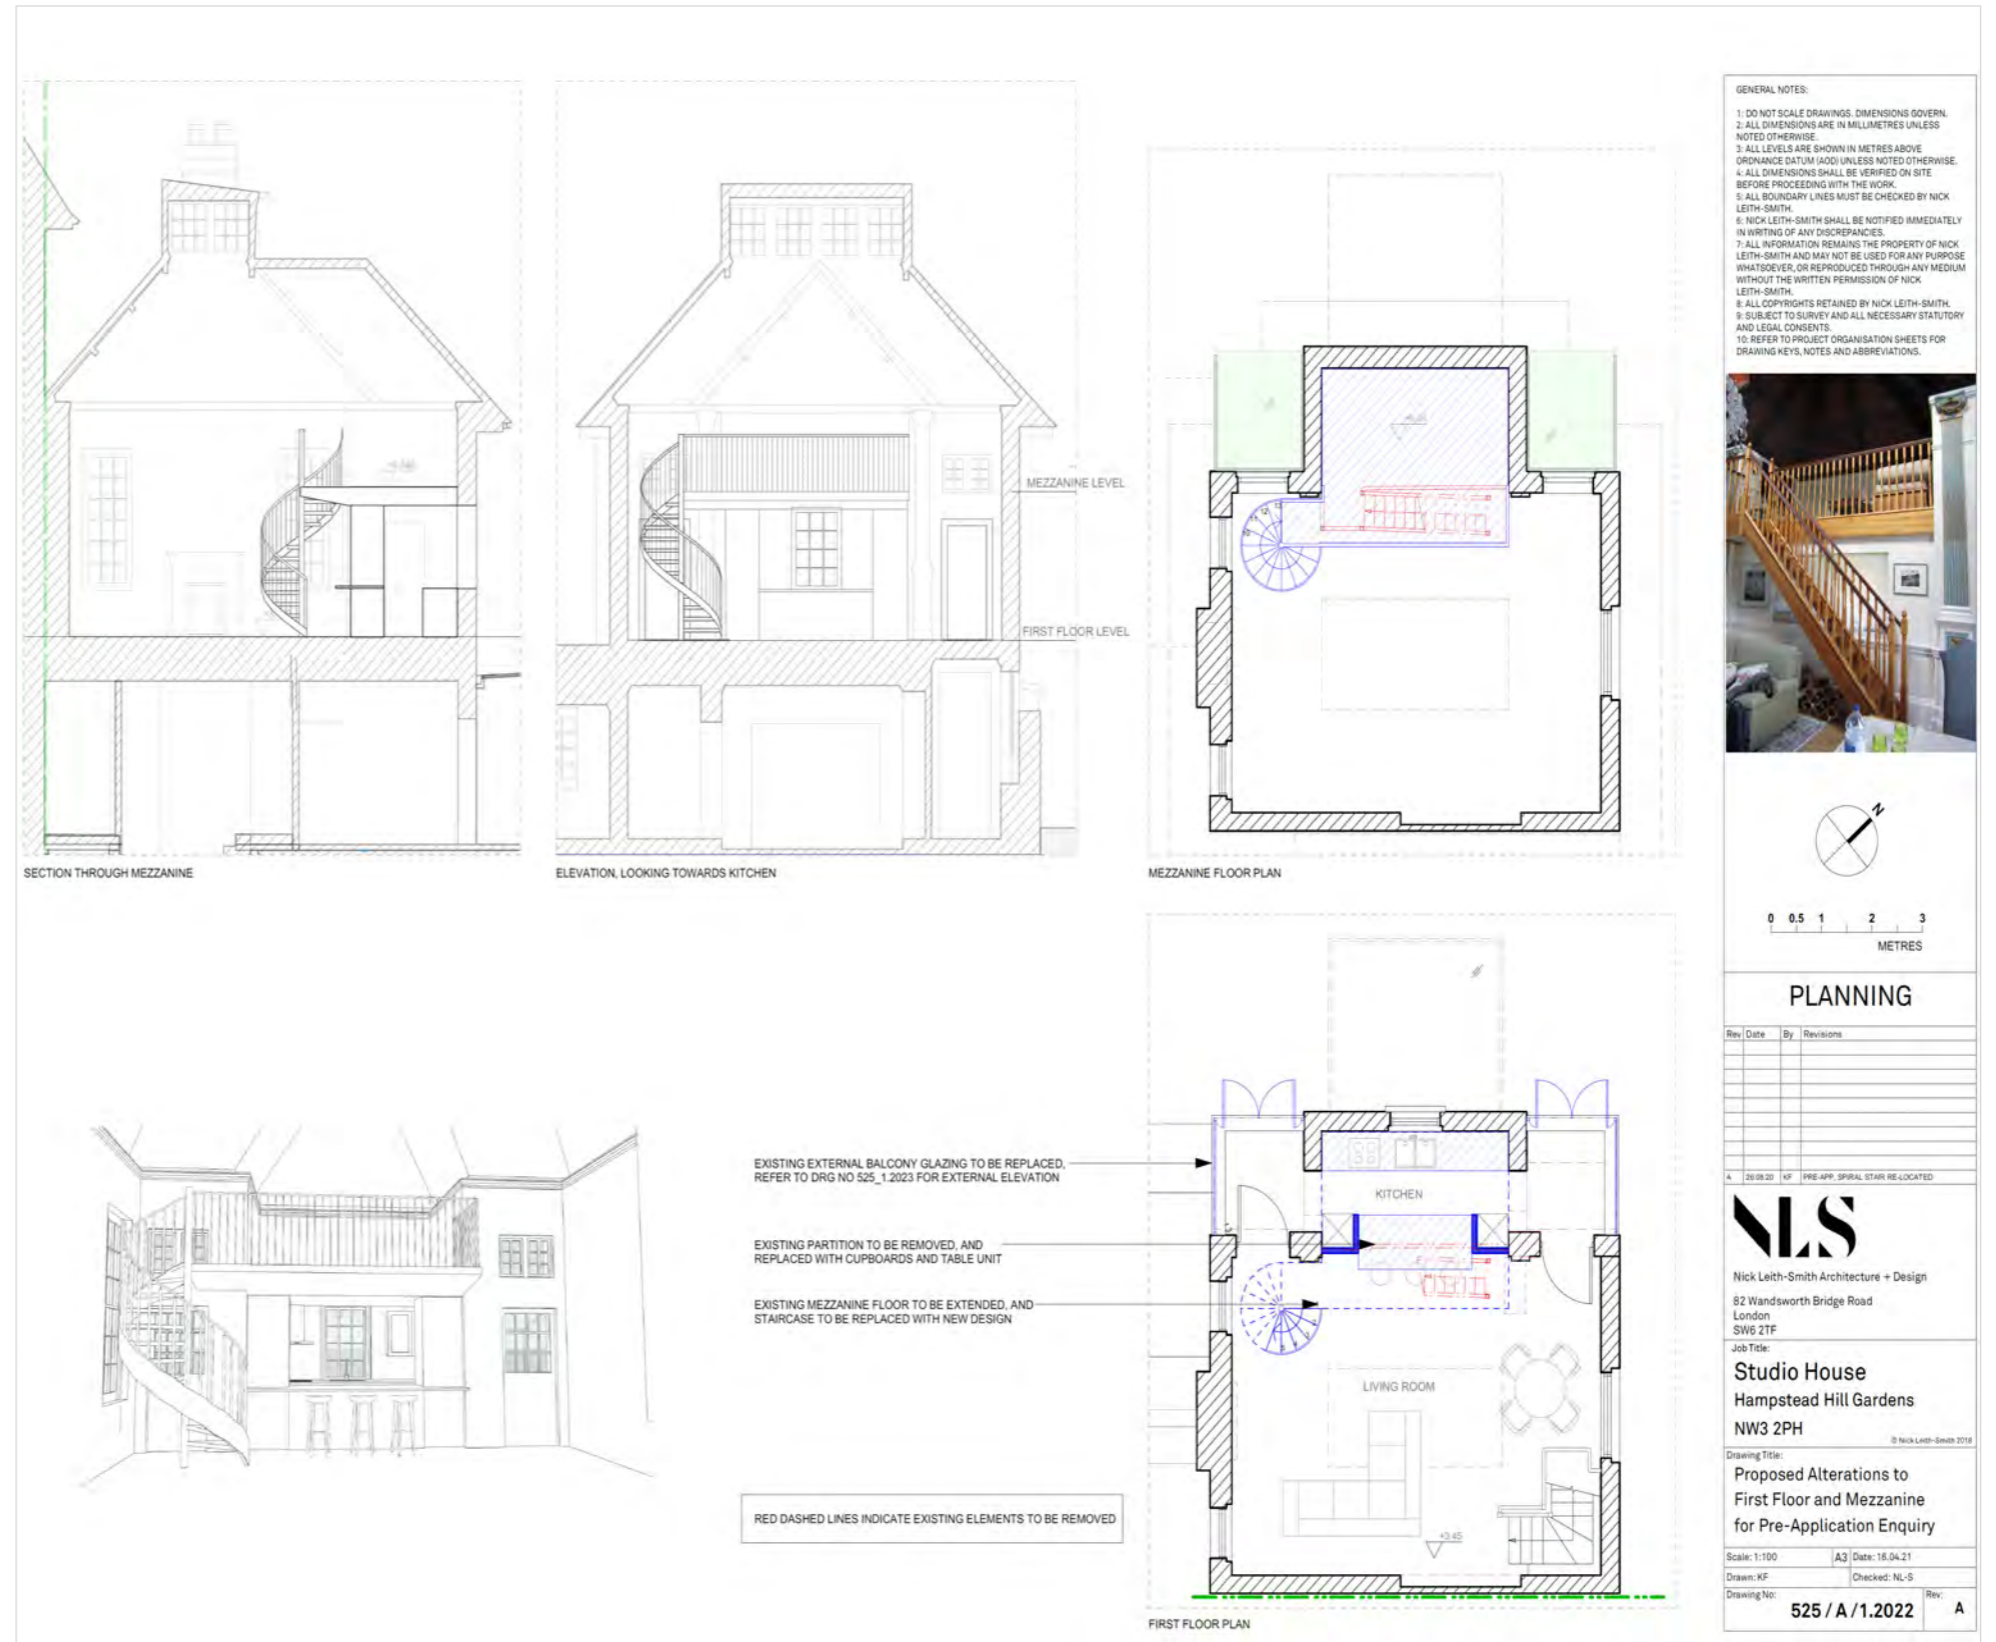 GENERAL NOTES:
1: DO NOT SCALE DRAWINGS. DIMENSIONS GOVERN.
2: ALL DIMENSIONS ARE IN MILLIMETRES UNLESS
NOTED OTHERWISE.
3: ALL LEVELS ARE SHOWN IN METRES ABOVE
ORDNANCE DATUM (AOD) UNLESS NOTED OTHERWISE.
4: ALL DIMENSIONS SHALL BE VERIFIED ON SITE
BEFORE PROCEEDING WITH THE WORK.
5: ALL BOUNDARY LINES MUST BE CHECKED BY NICK
LEITH-SMITH.
6: NICK LEITH-SMITH SHALL BE NOTIFIED IMMEDIATELY
IN WRITING OF ANY DISCREPANCIES.
7: ALL INFORMATION REMAINS THE PROPERTY OF NICK
LEITH-SMITH AND MAY NOT BE USED FOR ANY PURPOSE
WHATSOEVER, OR REPRODUCED THROUGH ANY MEDIUM
WITHOUT THE WRITTEN PERMISSION OF NICK
LEITH-SMITH.
8: ALL COPYRIGHTS RETAINED BY NICK LEITH-SMITH.
9: SUBJECT TO SURVEY AND ALL NECESSARY STATUTORY
AND LEGAL CONSENTS.
10: REFER TO PROJECT ORGANISATION SHEETS FOR
DRAWING KEYS, NOTES AND ABBREVIATIONS.
MEZZANINE LEVEL
FIRST FLOOR LEVEL
SECTION THROUGH MEZZANINE
ELEVATION, LOOKING TOWARDS KITCHEN
MEZZANINE FLOOR PLAN
N
0 0.5 1 2 3
METRES
PLANNING
Rev Date By Revisions
A 26.08.20 KF PRE-APP, SPIRAL STAIR RE-LOCATED
EXISTING EXTERNAL BALCONY GLAZING TO BE REPLACED,
REFER TO DRG NO 525_1.2023 FOR EXTERNAL ELEVATION
EXISTING PARTITION TO BE REMOVED, AND
REPLACED WITH CUPBOARDS AND TABLE UNIT
EXISTING MEZZANINE FLOOR TO BE EXTENDED, AND
STAIRCASE TO BE REPLACED WITH NEW DESIGN
KITCHEN
LIVING ROOM
+3.45
RED DASHED LINES INDICATE EXISTING ELEMENTS TO BE REMOVED
FIRST FLOOR PLAN
NLS
Nick Leith-Smith Architecture + Design
82 Wandsworth Bridge Road
London
SW6 2TF
Job Title:
Studio House
Hampstead Hill Gardens
NW3 2PH
© Nick Leith-Smith 2018
Drawing Title:
Proposed Alterations to
First Floor and Mezzanine
for Pre-Application Enquiry
Scale: 1:100 A3 Date: 16.04.21
Drawn: KF Checked: NL-S
Drawing No: Rev:
525 / A / 1.2022 A